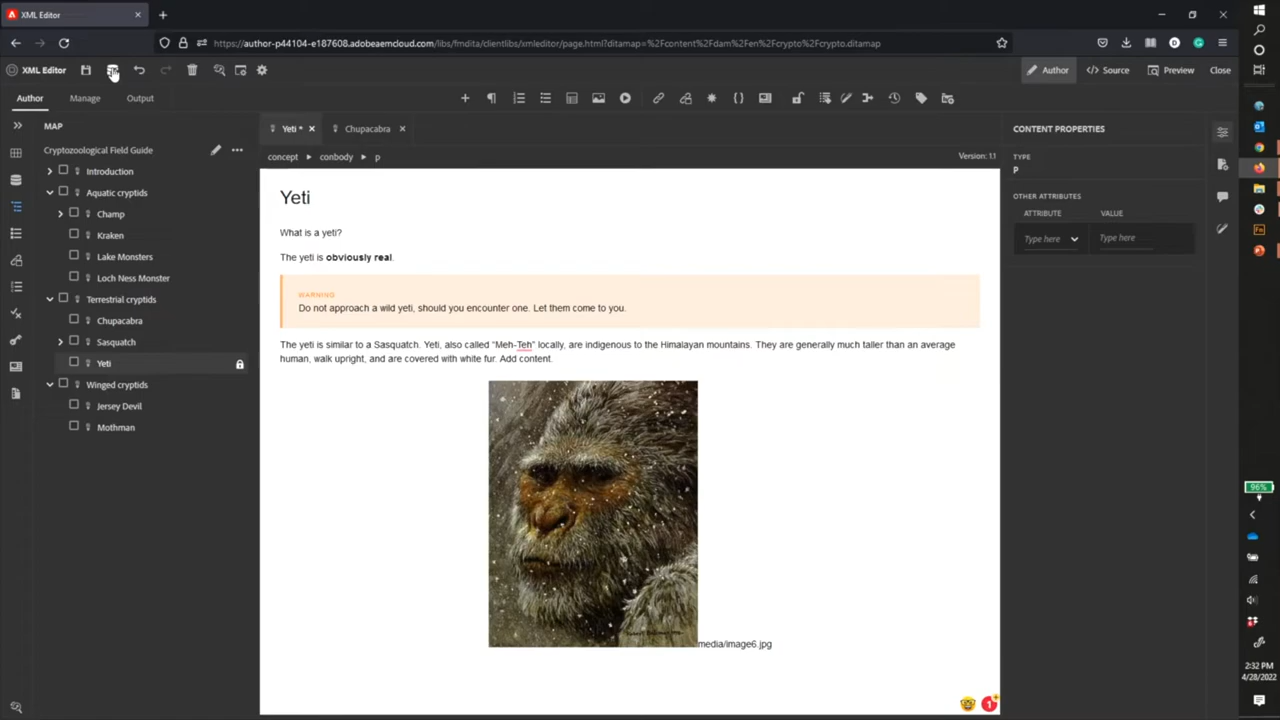 XML Editor
https://author-p44104-e187608.adobeaemcloud.com/libs/fmdita/clientlibs/xmleditor/page.html?ditamap=%2Fcontent%2Fdam%2Fen%2Fcrypto%2Fcrypto.ditamap
XML Editor
Author
Source
Preview
Close
Author
Manage
Output
MAP
Yeti *
Chupacabra
CONTENT PROPERTIES
Cryptozoological Field Guide
concept
conbody
p
Version: 1.1
TYPE
P
Introduction
Aquatic cryptids
Champ
Kraken
Lake Monsters
Loch Ness Monster
Terrestrial cryptids
Chupacabra
Sasquatch
Yeti
Winged cryptids
Jersey Devil
Mothman
Yeti
What is a yeti?
The yeti is obviously real.
WARNING
Do not approach a wild yeti, should you encounter one. Let them come to you.
The yeti is similar to a Sasquatch. Yeti, also called “Meh-Teh” locally, are indigenous to the Himalayan mountains. They are generally much taller than an average
human, walk upright, and are covered with white fur. Add content.
media/image6.jpg
OTHER ATTRIBUTES
ATTRIBUTE
VALUE
Type here
Type here
96%
2:32 PM
4/28/2022
1